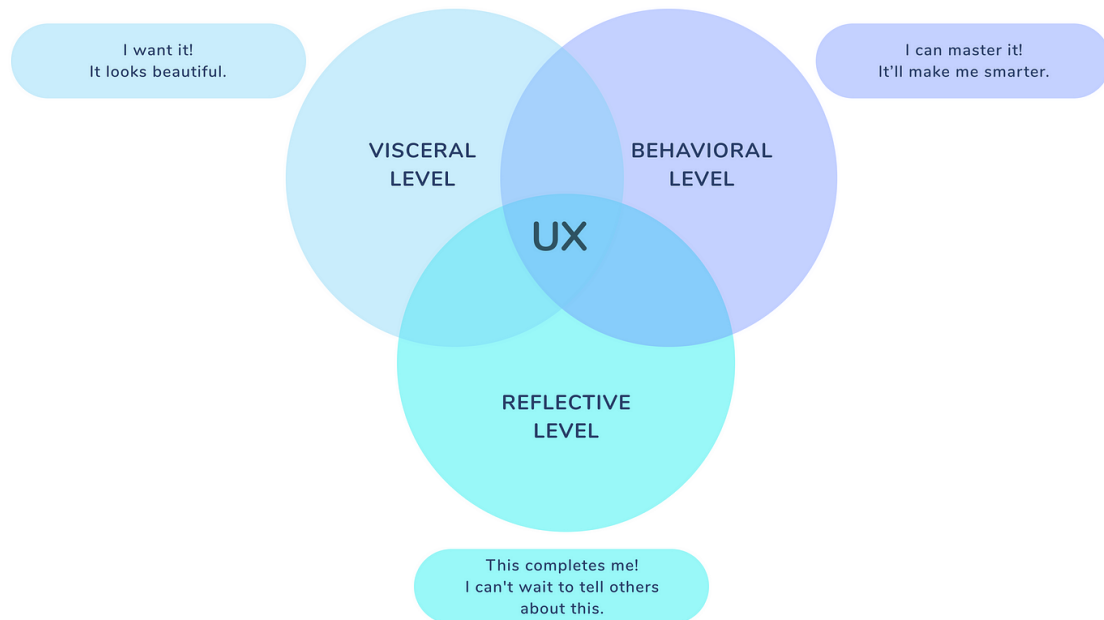 I want it!
It looks beautiful.
I can master it!
It’ll make me smarter.
VISCERAL
LEVEL
BEHAVIORAL
LEVEL
UX
REFLECTIVE
LEVEL
This completes me!
I can't wait to tell others
about this.